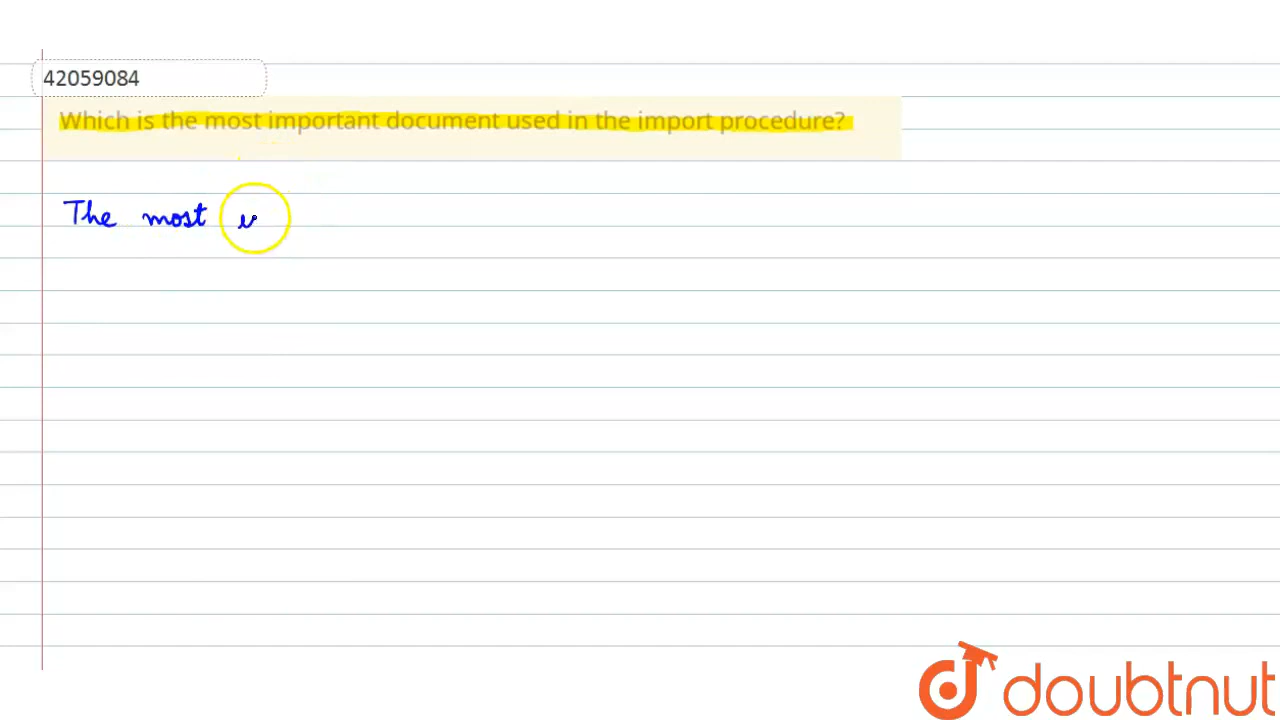 42059084
Which is the most important document used in the import procedure?
The most
doubtnut